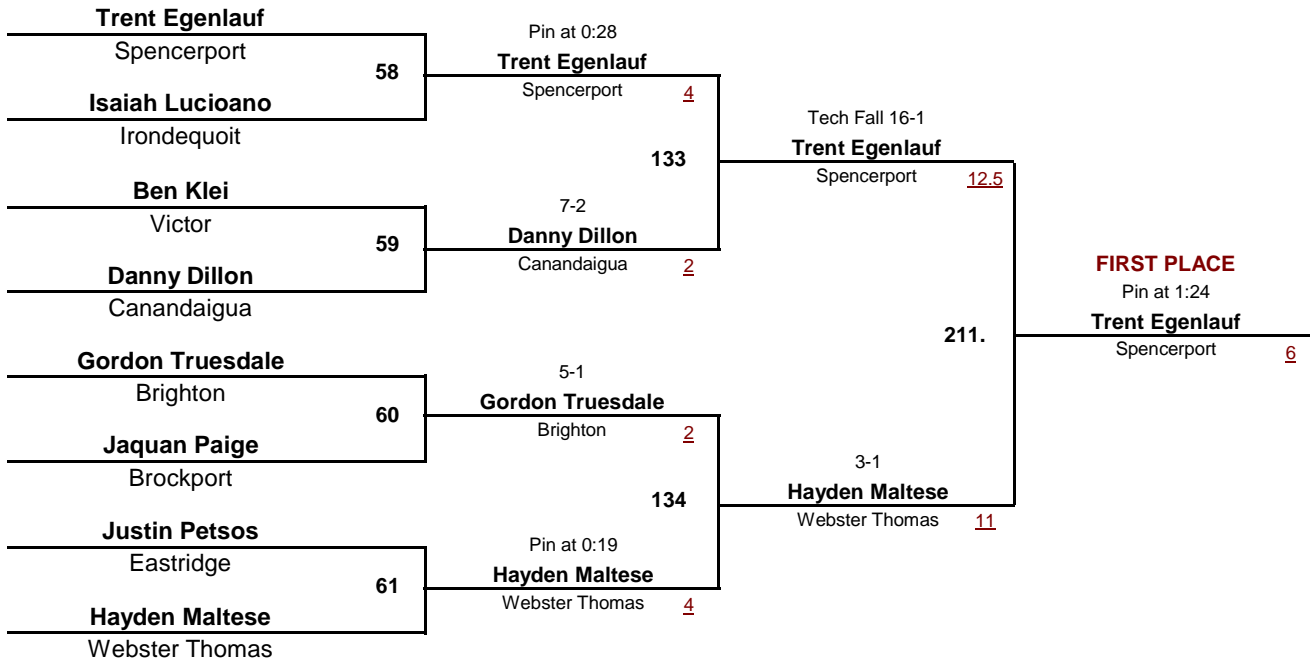 Trent Egenlauf
Spencerport
58
Isaiah Lucioano
Irondequoit
Ben Klei
Victor
59
Danny Dillon
Canandaigua
Gordon Truesdale
Brighton
60
Jaquan Paige
Brockport
Justin Petsos
Eastridge
61
Hayden Maltese
Webster Thomas
Pin at 0:28
Trent Egenlauf
Spencerport 4
133
7-2
Danny Dillon
Canandaigua 2
5-1
Gordon Truesdale
Brighton 2
134
Pin at 0:19
Hayden Maltese
Webster Thomas 4
Tech Fall 16-1
Trent Egenlauf
Spencerport 12.5
211.
3-1
Hayden Maltese
Webster Thomas 11
FIRST PLACE
Pin at 1:24
Trent Egenlauf
Spencerport 6